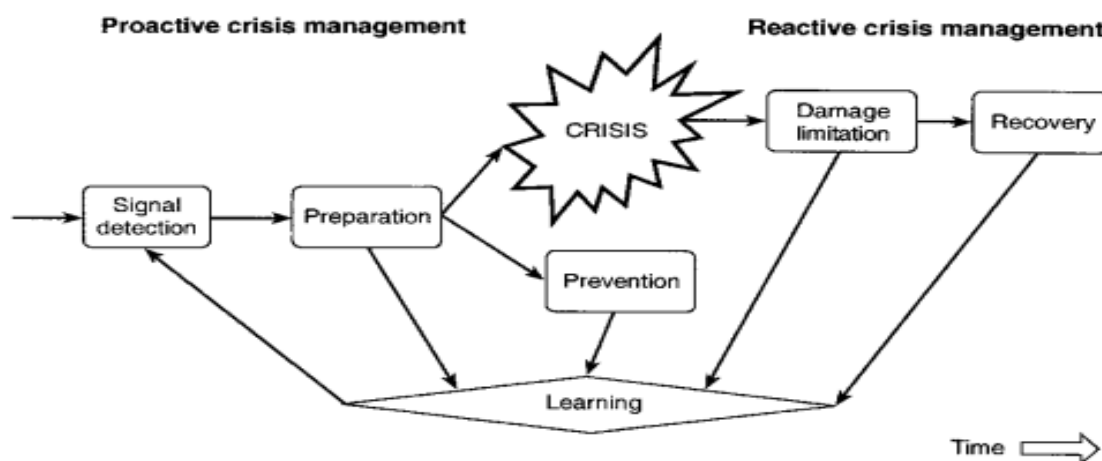 Proactive crisis management
Reactive crisis management
CRISIS
Damage
limitation
Recovery
Signal
detection
Preparation
Prevention
Learning
Time